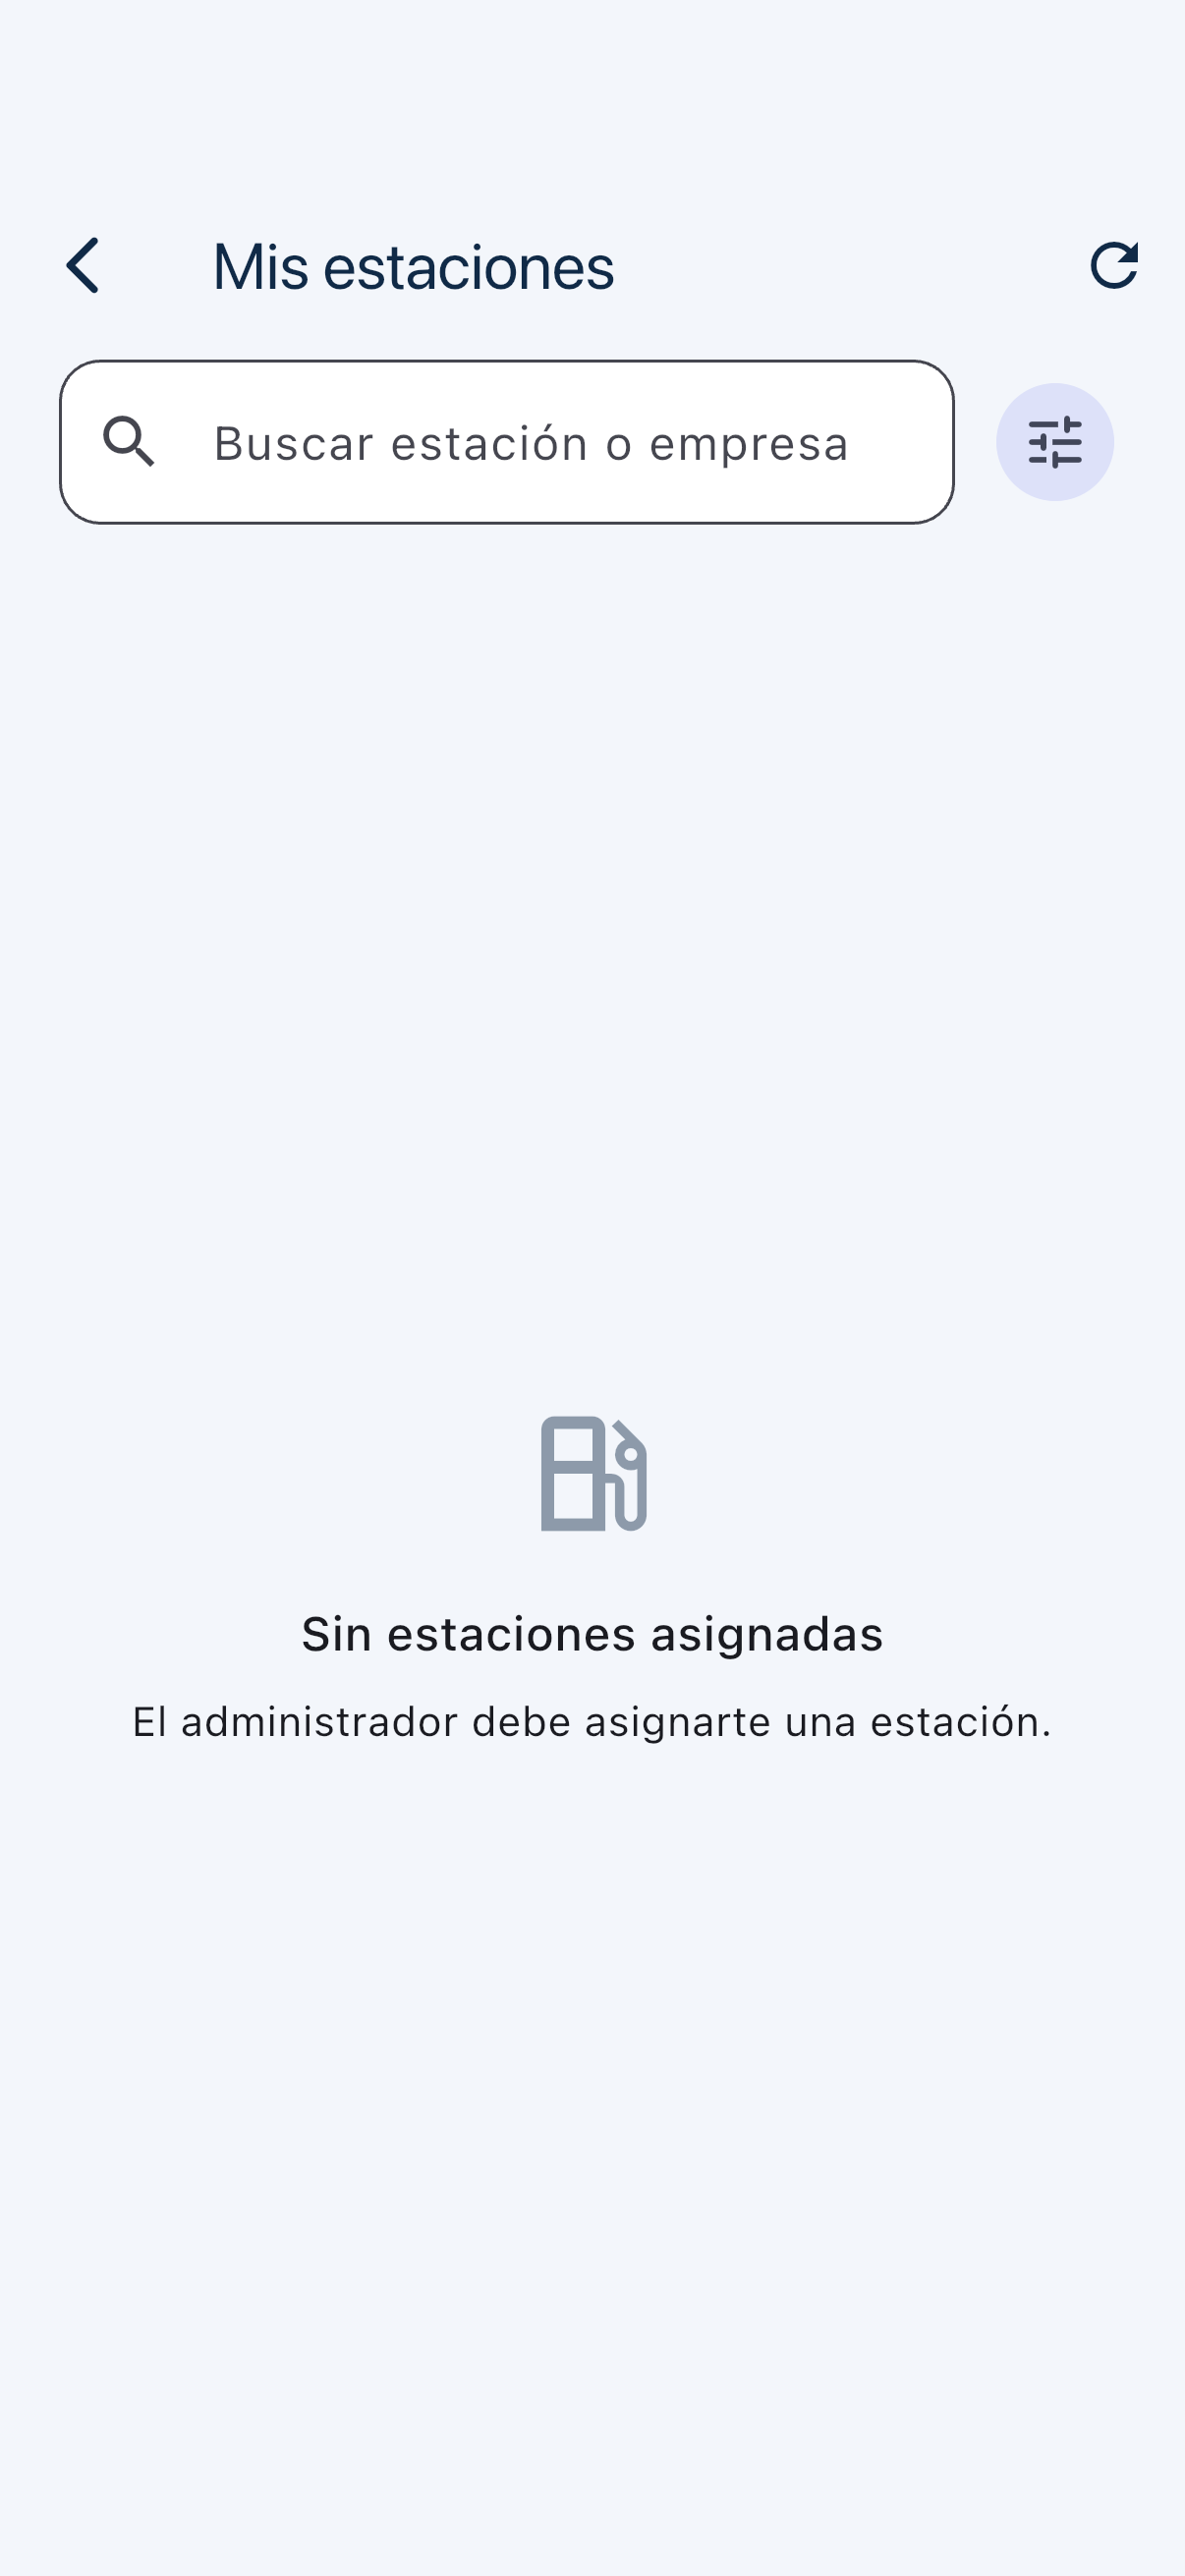 Mis estaciones
Buscar estación o empresa
Sin estaciones asignadas
El administrador debe asignarte una estación.